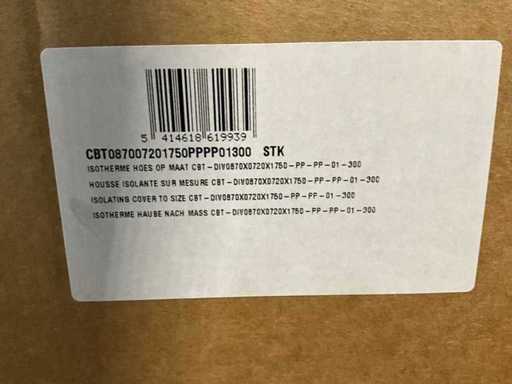 5 414618 619939
CBT087007201750PPPP01300 STK
ISOTHERME HOES OP MAAT CBT-DIV0870X0720X1750-PP-PP-01-300
HOUSSE ISOLANTE SUR MESURE CBT-DIV0870X0720X1750-PP-PP-01-300
ISOLATING COVER TO SIZE CBT-DIV0870X0720X1750-PP-PP-01-300
ISOTHERME HAUBE NACH MASS CBT-DIV0870X0720X1750-PP-PP-01-300